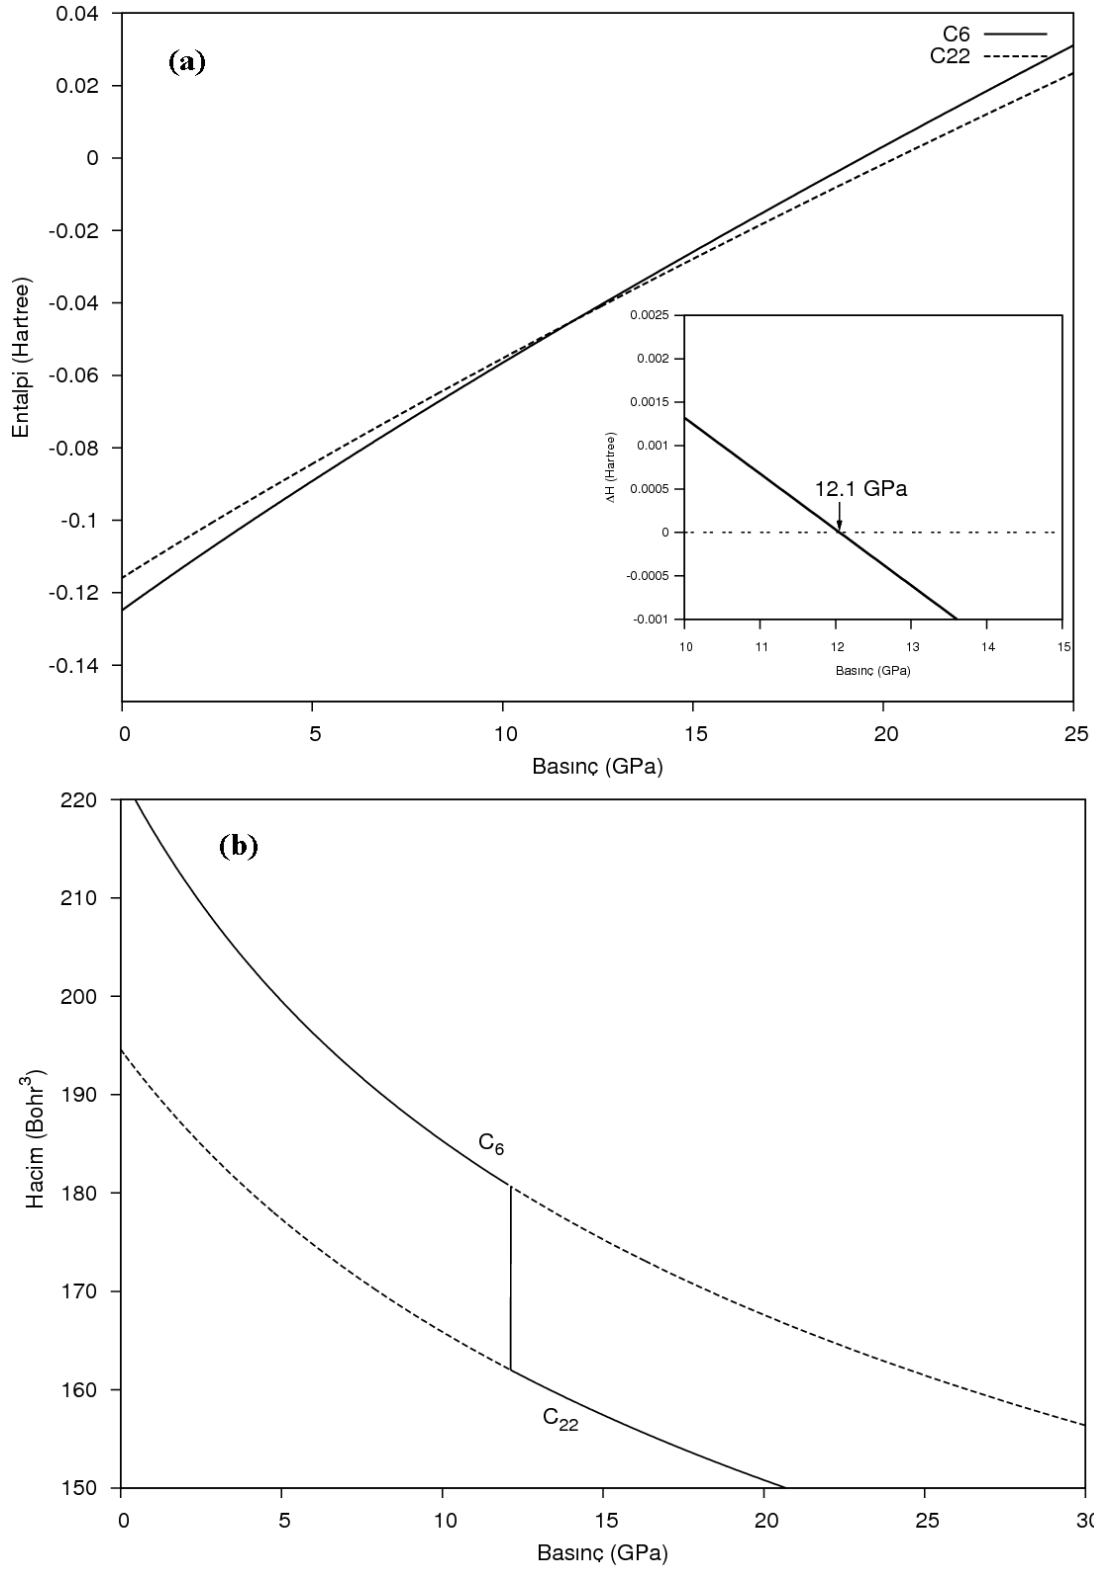 (a)
C6
C22
0.04
0.02
0
-0.02
-0.04
-0.06
-0.08
-0.1
-0.12
-0.14
Entalpi (Hartree)
0 5 10 15 20 25
Basınç (GPa)
0.0025
0.002
0.0015
0.001
0.0005
0
-0.0005
-0.001
ΔH (Hartree)
12.1 GPa
10 11 12 13 14 15
Basınç (GPa)
(b)
220
210
200
190
180
170
160
150
Hacim (Bohr³)
C₆
C₂₂
0 5 10 15 20 25 30
Basınç (GPa)